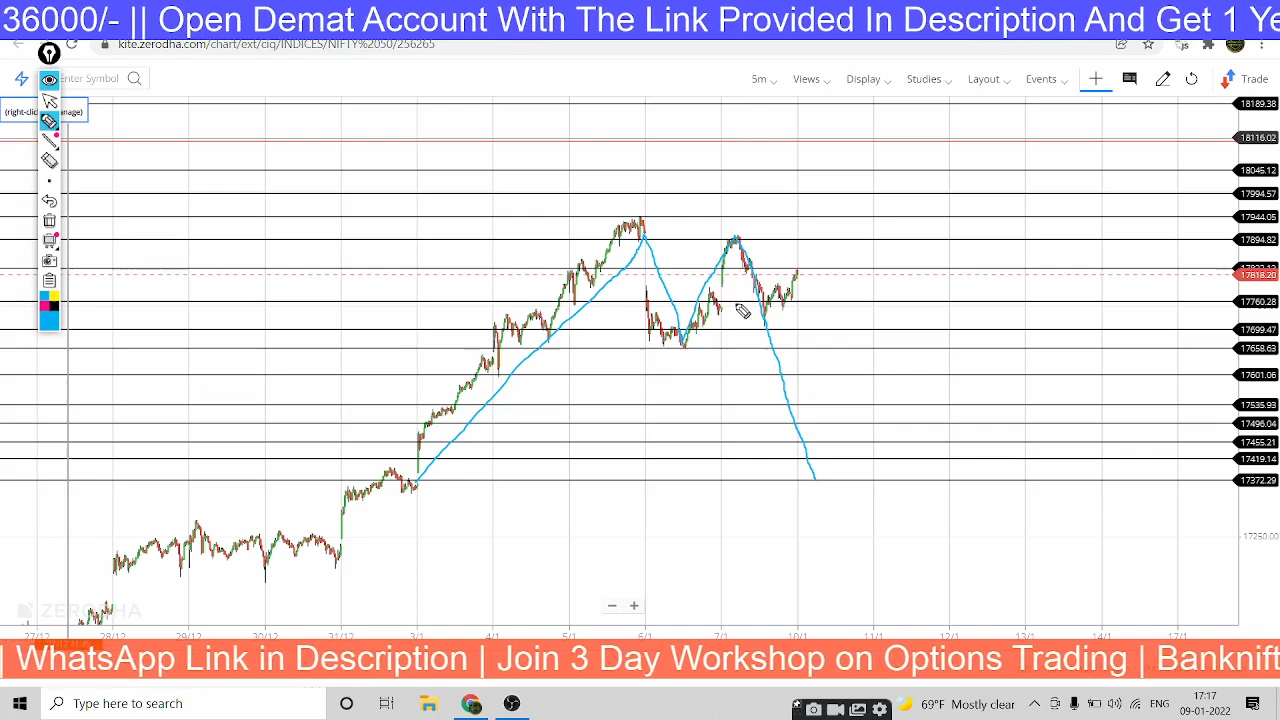 36000/- || Open Demat Account With The Link Provided In Description And Get 1 Ye
kite.zerodha.com/chart/ext/ciq/INDICES/NIFTY%2050/256265
Enter Symbol
5m Views Display Studies Layout Events Trade
18189.38
18116.02
18045.12
17994.57
17944.05
17894.82
17818.20
17760.28
17699.47
17658.63
17601.06
17535.93
17496.04
17455.21
17419.14
17372.29
17250.00
ZERODHA
27/12 28/12 29/12 30/12 31/12 3/1 4/1 5/1 6/1 7/1 10/1 11/1 12/1 13/1 14/1 17/1
| WhatsApp Link in Description | Join 3 Day Workshop on Options Trading | Banknift
Type here to search
69°F Mostly clear
ENG
17:17
09-01-2022